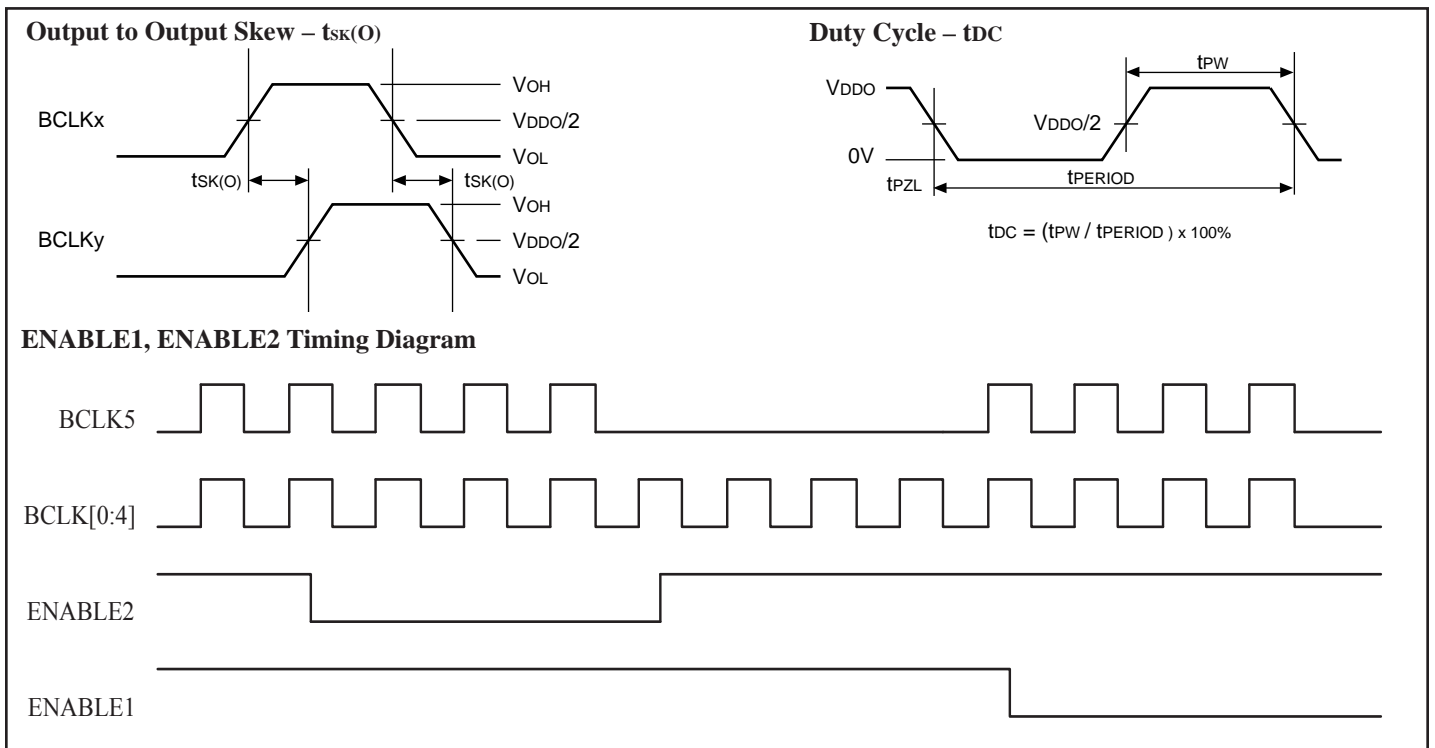 Output to Output Skew – tSK(O)
BCLKx
VOH
VDDO/2
VOL
tSK(O)
tSK(O)
BCLKy
VOH
VDDO/2
VOL
Duty Cycle – tDC
tPW
VDDO
VDDO/2
0V
tPZL
tPERIOD
tDC = (tPW / tPERIOD ) x 100%
ENABLE1, ENABLE2 Timing Diagram
BCLK5
BCLK[0:4]
ENABLE2
ENABLE1